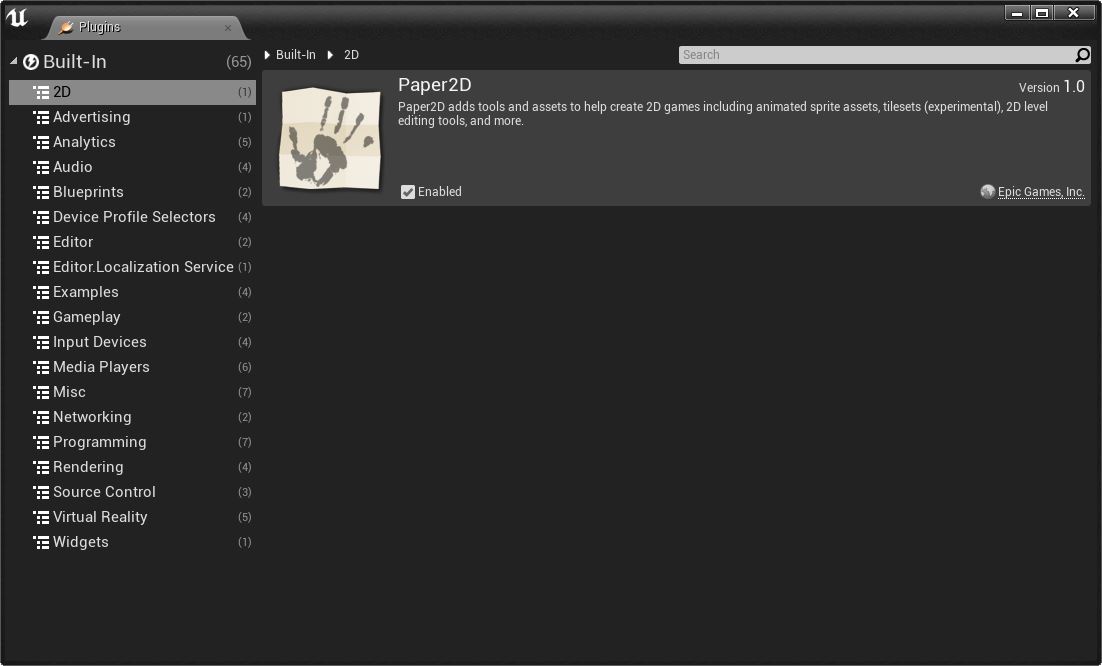 Plugins
Built-In (65)
2D (1)
Advertising (1)
Analytics (5)
Audio (4)
Blueprints (2)
Device Profile Selectors (4)
Editor (2)
Editor.Localization Service (1)
Examples (4)
Gameplay (2)
Input Devices (4)
Media Players (6)
Misc (7)
Networking (2)
Programming (7)
Rendering (4)
Source Control (3)
Virtual Reality (5)
Widgets (1)
Built-In 2D
Search
Paper2D
Version 1.0
Paper2D adds tools and assets to help create 2D games including animated sprite assets, tilesets (experimental), 2D level
editing tools, and more.
Enabled
Epic Games, Inc.